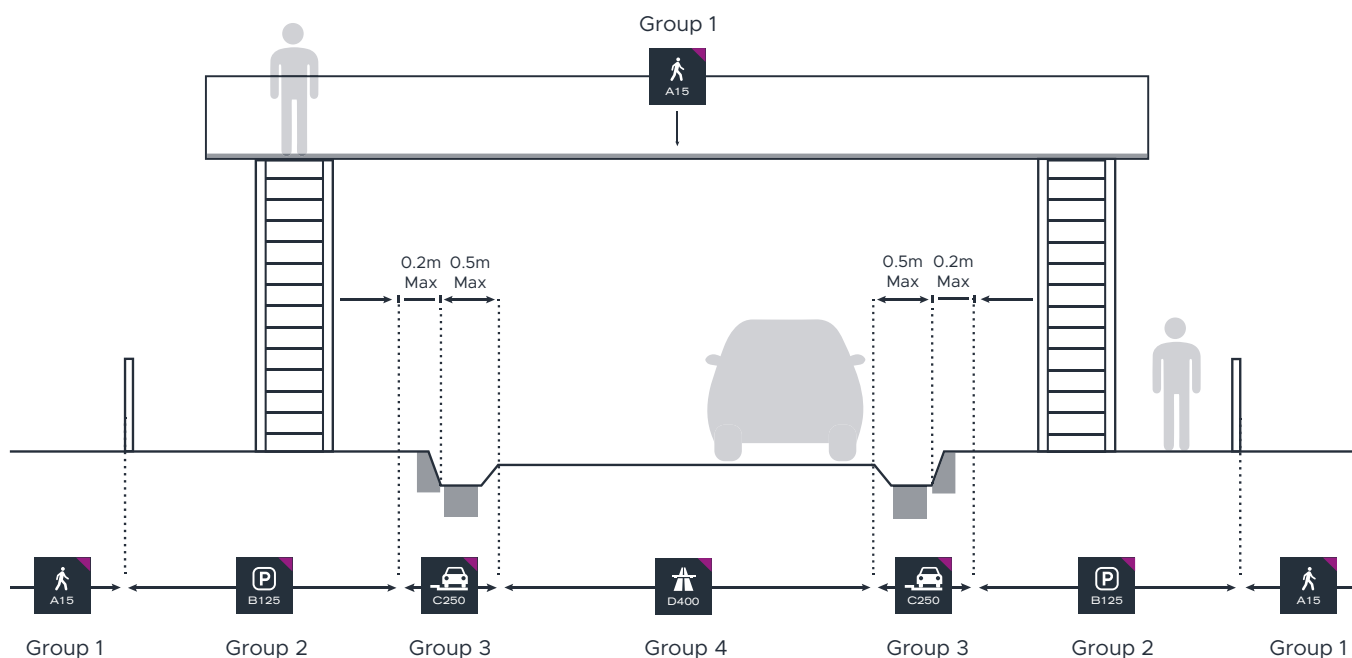 Group 1
A15
0.2m 0.5m
Max Max
0.5m 0.2m
Max Max
A15
P
B125
C250
D400
C250
P
B125
A15
Group 1
Group 2
Group 3
Group 4
Group 3
Group 2
Group 1